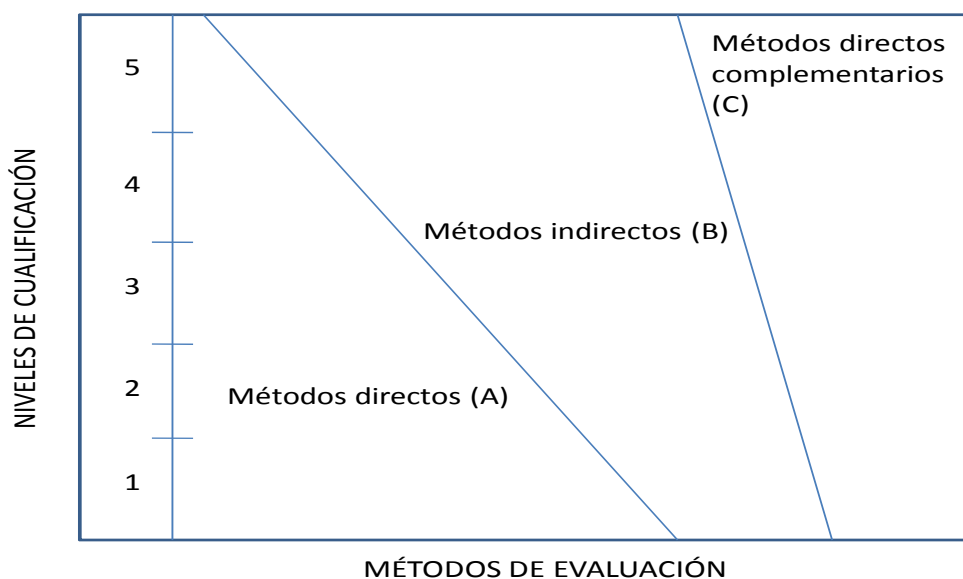 NIVELES DE CUALIFICACIÓN
5
4
3
2
1
Métodos directos
complementarios
(C)
Métodos indirectos (B)
Métodos directos (A)
MÉTODOS DE EVALUACIÓN